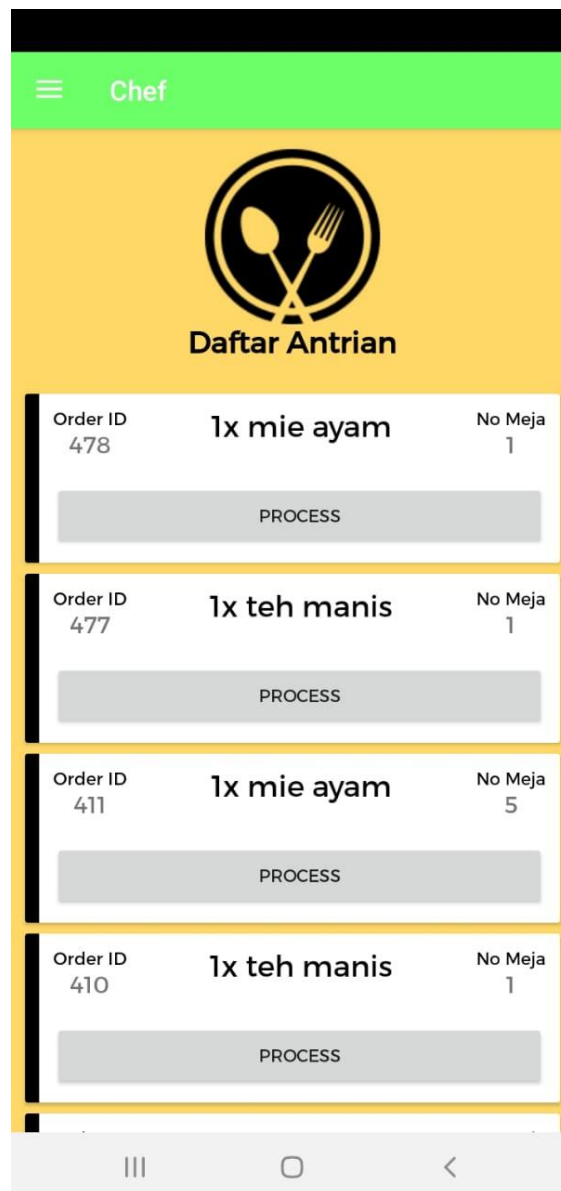 Chef
Daftar Antrian
Order ID 1x mie ayam No Meja
478 1
PROCESS
Order ID 1x teh manis No Meja
477 1
PROCESS
Order ID 1x mie ayam No Meja
411 5
PROCESS
Order ID 1x teh manis No Meja
410 1
PROCESS